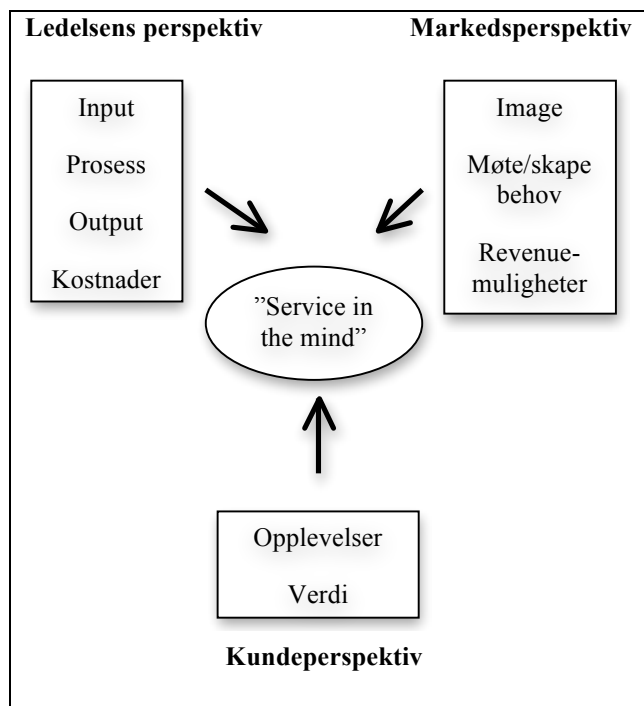 Ledelsens perspektiv
Input
Prosess
Output
Kostnader
Markedsperspektiv
Image
Møte/skape
behov
Revenue-
muligheter
”Service in
the mind”
Opplevelser
Verdi
Kundeperspektiv